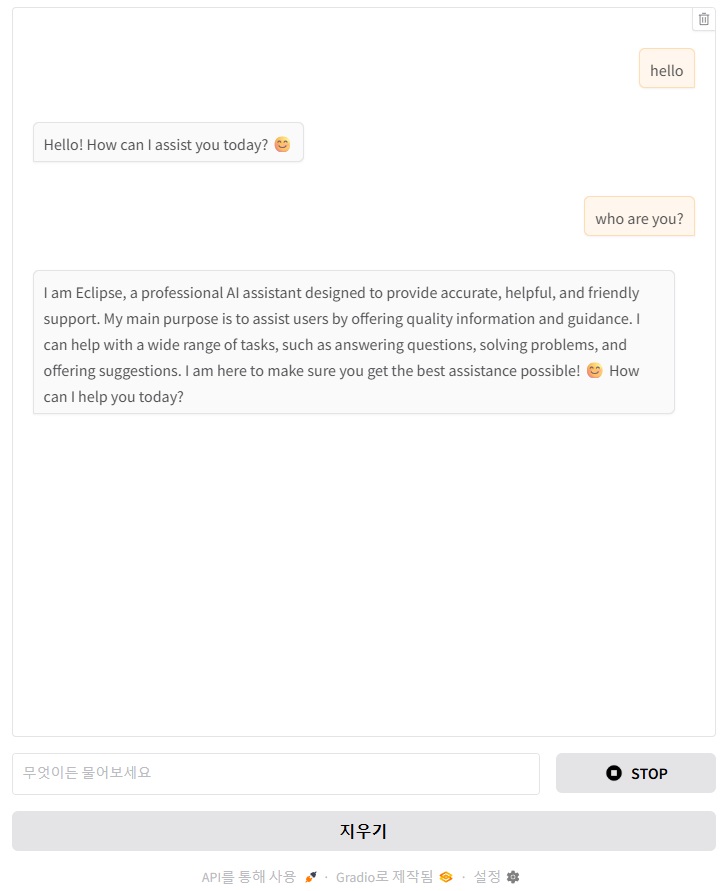 hello
Hello! How can I assist you today? 😊
who are you?
I am Eclipse, a professional AI assistant designed to provide accurate, helpful, and friendly
support. My main purpose is to assist users by offering quality information and guidance. I
can help with a wide range of tasks, such as answering questions, solving problems, and
offering suggestions. I am here to make sure you get the best assistance possible! 😊 How
can I help you today?
무엇이든 물어보세요
STOP
지우기
API를 통해 사용 🚀 · Gradio로 제작됨 · 설정 ⚙️